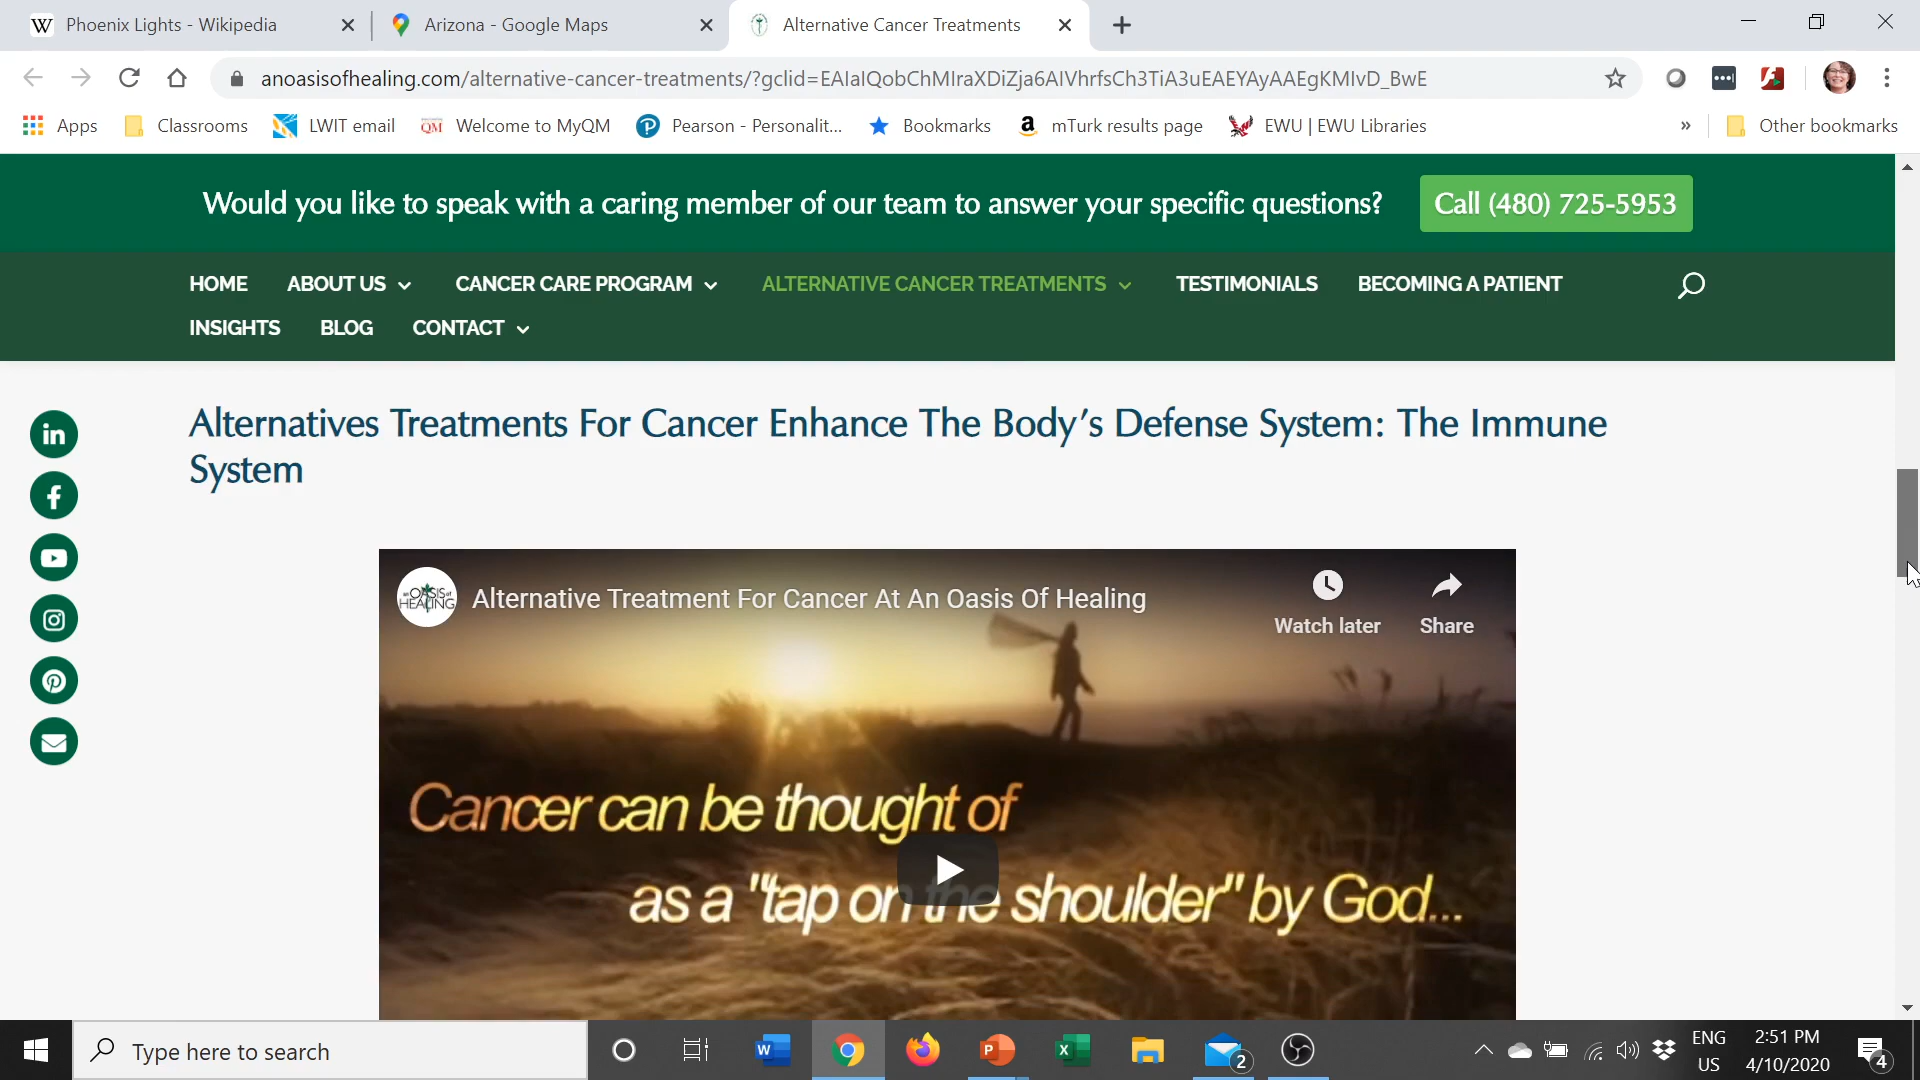 Phoenix Lights - Wikipedia
Arizona - Google Maps
Alternative Cancer Treatments
anoasisofhealing.com/alternative-cancer-treatments/?gclid=EAIaIQobChMIraXDiZja6AIVhrfsCh3TiA3uEAEYAyAAEgKMIvD_BwE
Apps
Classrooms
LWIT email
QM
Welcome to MyQM
Pearson - Personalit...
Bookmarks
mTurk results page
EWU | EWU Libraries
»
Other bookmarks
Would you like to speak with a caring member of our team to answer your specific questions?
Call (480) 725-5953
HOME
ABOUT US
CANCER CARE PROGRAM
ALTERNATIVE CANCER TREATMENTS
TESTIMONIALS
BECOMING A PATIENT
INSIGHTS
BLOG
CONTACT
Alternatives Treatments For Cancer Enhance The Body's Defense System: The Immune
System
an OASIS of
HEALING
Alternative Treatment For Cancer At An Oasis Of Healing
Watch later
Share
Cancer can be thought of
as a "tap on the shoulder" by God...
Type here to search
2
ENG
US
2:51 PM
4/10/2020
4